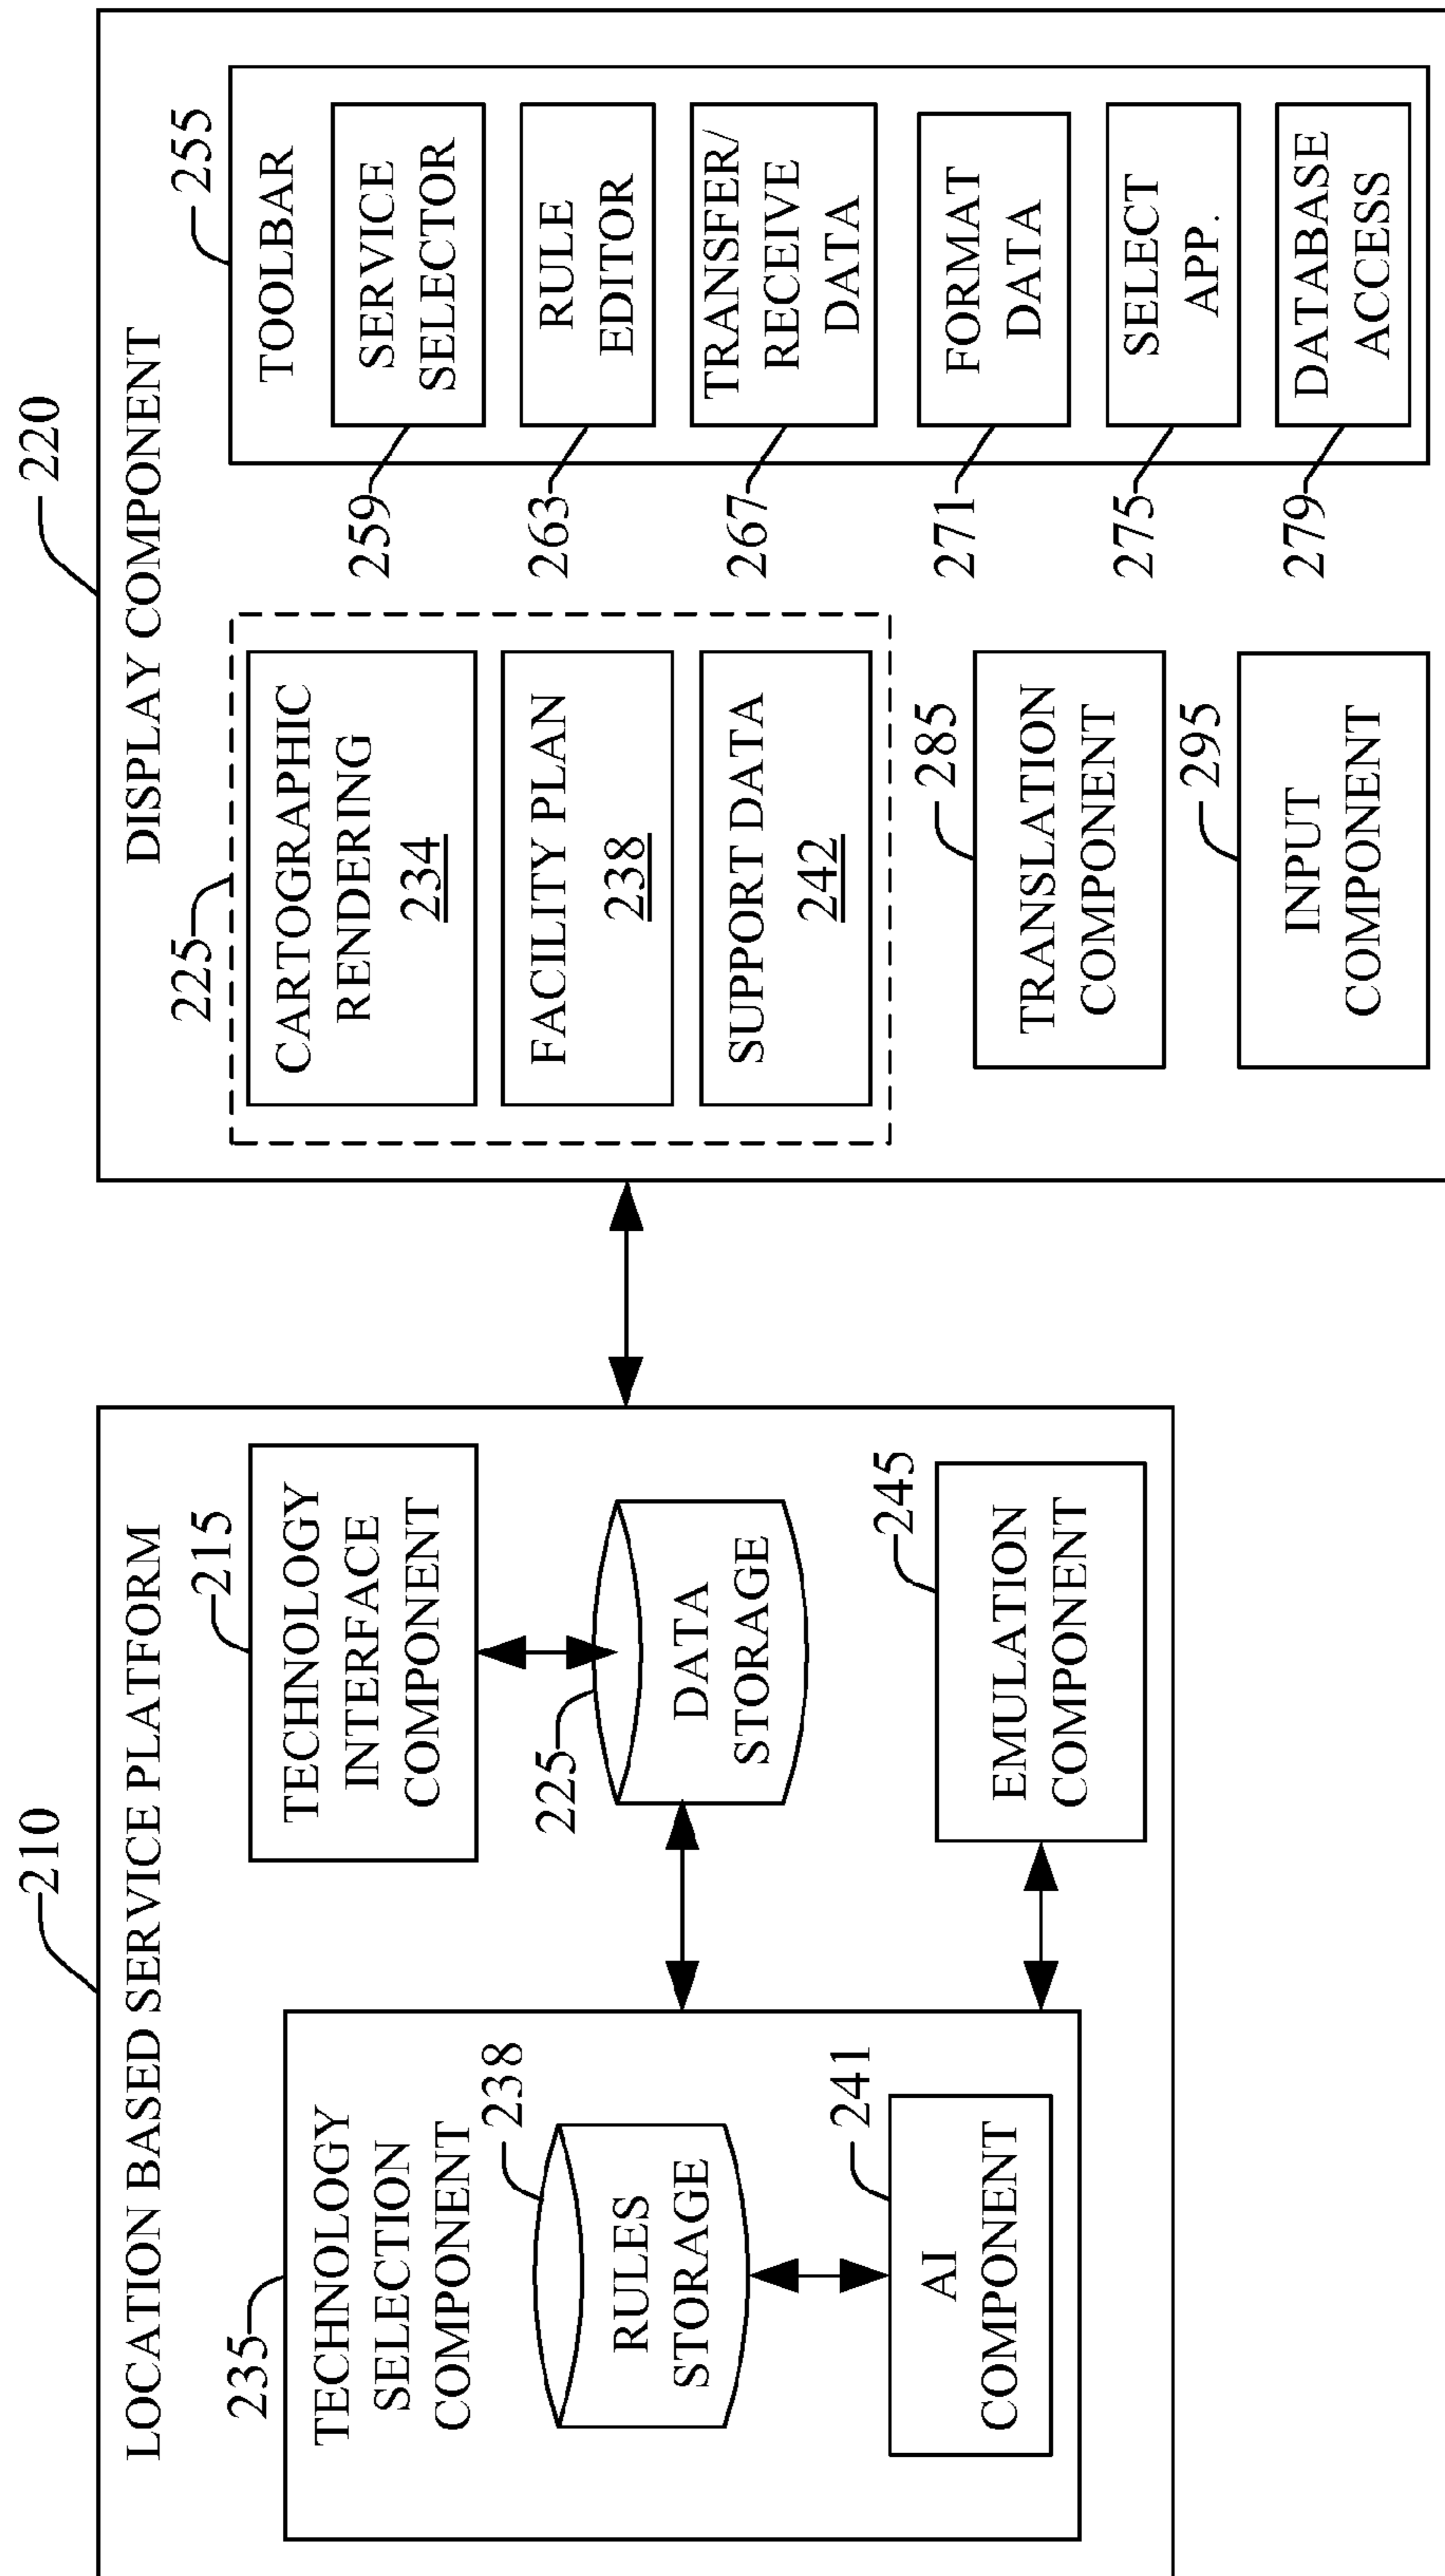 210
LOCATION BASED SERVICE PLATFORM
235
TECHNOLOGY
SELECTION
COMPONENT
238
RULES
STORAGE
241
AI
COMPONENT
215
TECHNOLOGY
INTERFACE
COMPONENT
225
DATA
STORAGE
245
EMULATION
COMPONENT
220
DISPLAY COMPONENT
225
CARTOGRAPHIC
RENDERING
234
FACILITY PLAN
238
SUPPORT DATA
242
285
TRANSLATION
COMPONENT
295
INPUT
COMPONENT
255
TOOLBAR
259
SERVICE
SELECTOR
263
RULE
EDITOR
267
TRANSFER/
RECEIVE
DATA
271
FORMAT
DATA
275
SELECT
APP.
279
DATABASE
ACCESS